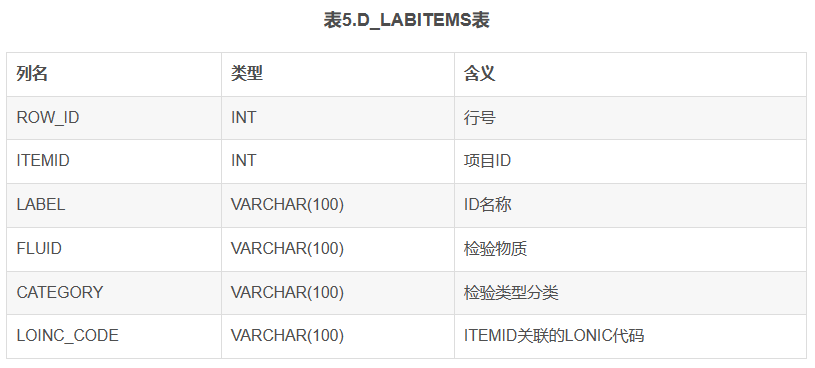 表5.D_LABITEMS表
列名 类型 含义
ROW_ID INT 行号
ITEMID INT 项目ID
LABEL VARCHAR(100) ID名称
FLUID VARCHAR(100) 检验物质
CATEGORY VARCHAR(100) 检验类型分类
LOINC_CODE VARCHAR(100) ITEMID关联的LONIC代码